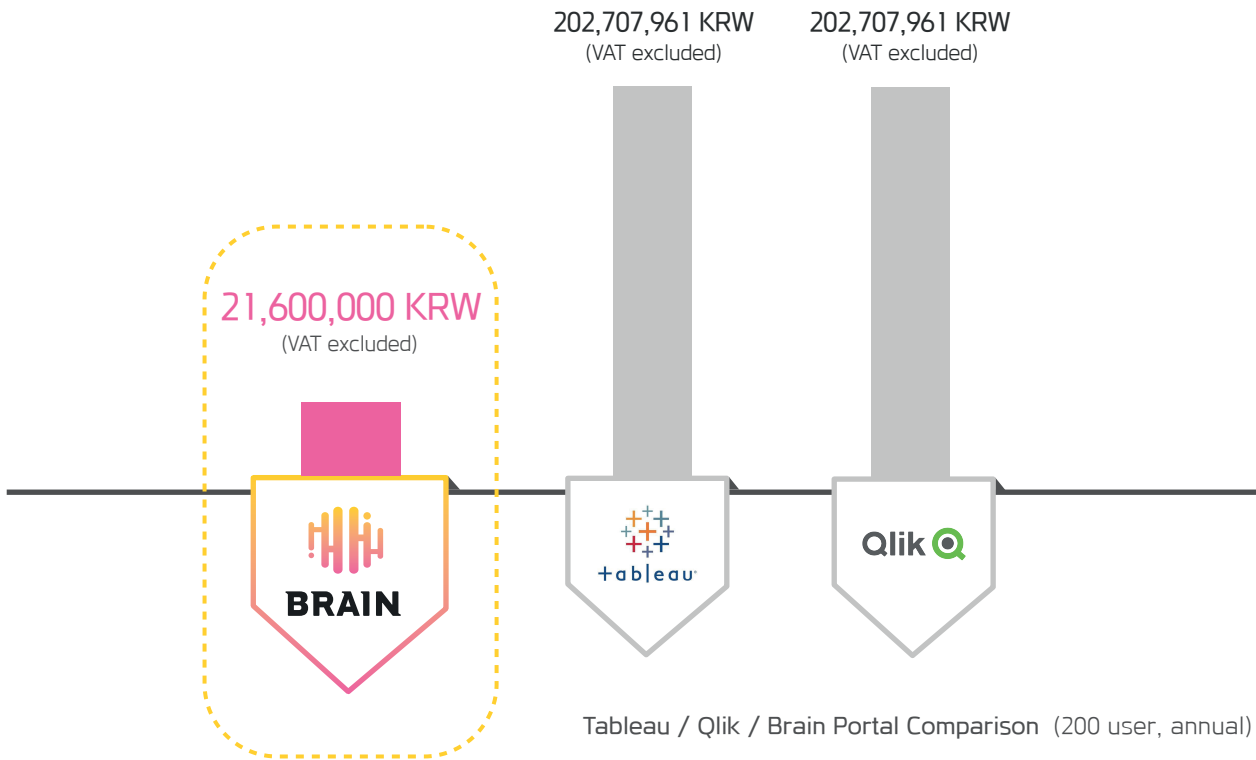 202,707,961 KRW
(VAT excluded)
202,707,961 KRW
(VAT excluded)
21,600,000 KRW
(VAT excluded)
BRAIN
+ableau
Qlik
Tableau / Qlik / Brain Portal Comparison (200 user, annual)